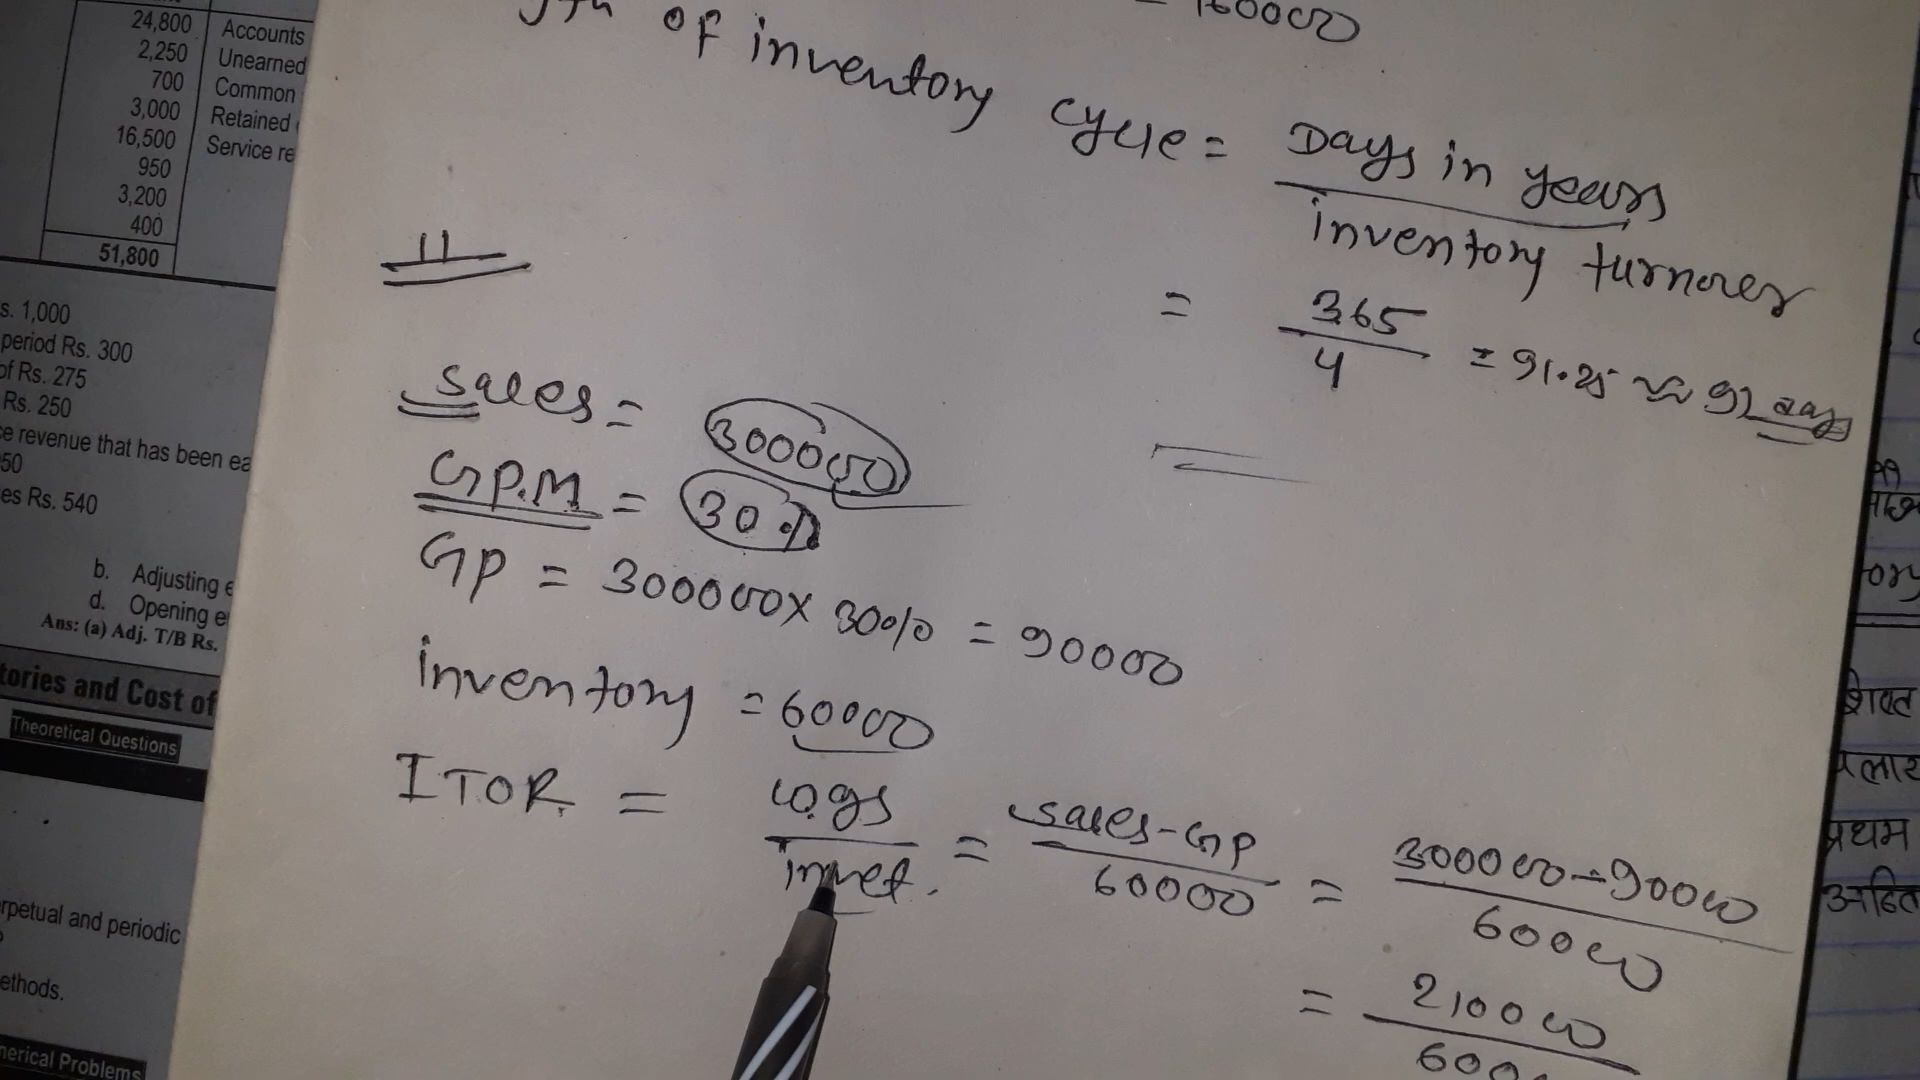 = 160000
of inventory cycle = Days in years
inventory turnover
= 365
4
= 91.25 ≈ 92 days
11
Sales = 300000
G.P.M = 30%
GP = 300000 x 30% = 90000
inventory = 60000
ITOR = cogs
invet.
= sales-GP
60000
= 300000-90000
60000
= 210000
24,800 Accounts
2,250 Unearned
700 Common
3,000 Retained
16,500 Service re
950
3,200
400
51,800
s. 1,000
period Rs. 300
of Rs. 275
Rs. 250
ce revenue that has been ea
50
es Rs. 540
b. Adjusting e
d. Opening e
Ans: (a) Adj. T/B Rs.
tories and Cost of
Theoretical Questions
rpetual and periodic
?
ethods.
nerical Problems
ory
प्रथम